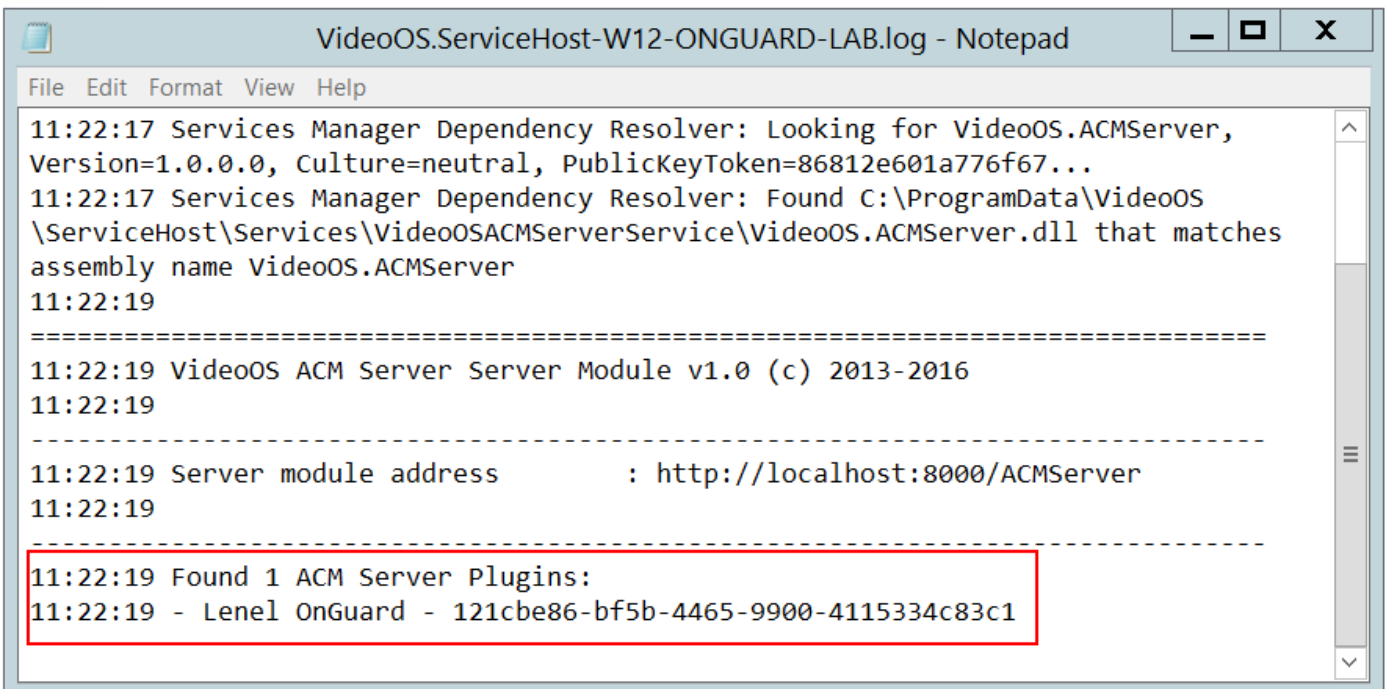 VideoOS.ServiceHost-W12-ONGUARD-LAB.log - Notepad
File Edit Format View Help
11:22:17 Services Manager Dependency Resolver: Looking for VideoOS.ACMServer,
Version=1.0.0.0, Culture=neutral, PublicKeyToken=86812e601a776f67...
11:22:17 Services Manager Dependency Resolver: Found C:\ProgramData\VideoOS
\ServiceHost\Services\VideoOSACMServerService\VideoOS.ACMServer.dll that matches
assembly name VideoOS.ACMServer
11:22:19
===============================================================================
11:22:19 VideoOS ACM Server Server Module v1.0 (c) 2013-2016
11:22:19
-------------------------------------------------------------------------------
11:22:19 Server module address : http://localhost:8000/ACMServer
11:22:19
-------------------------------------------------------------------------------
11:22:19 Found 1 ACM Server Plugins:
11:22:19 - Lenel OnGuard - 121cbe86-bf5b-4465-9900-4115334c83c1